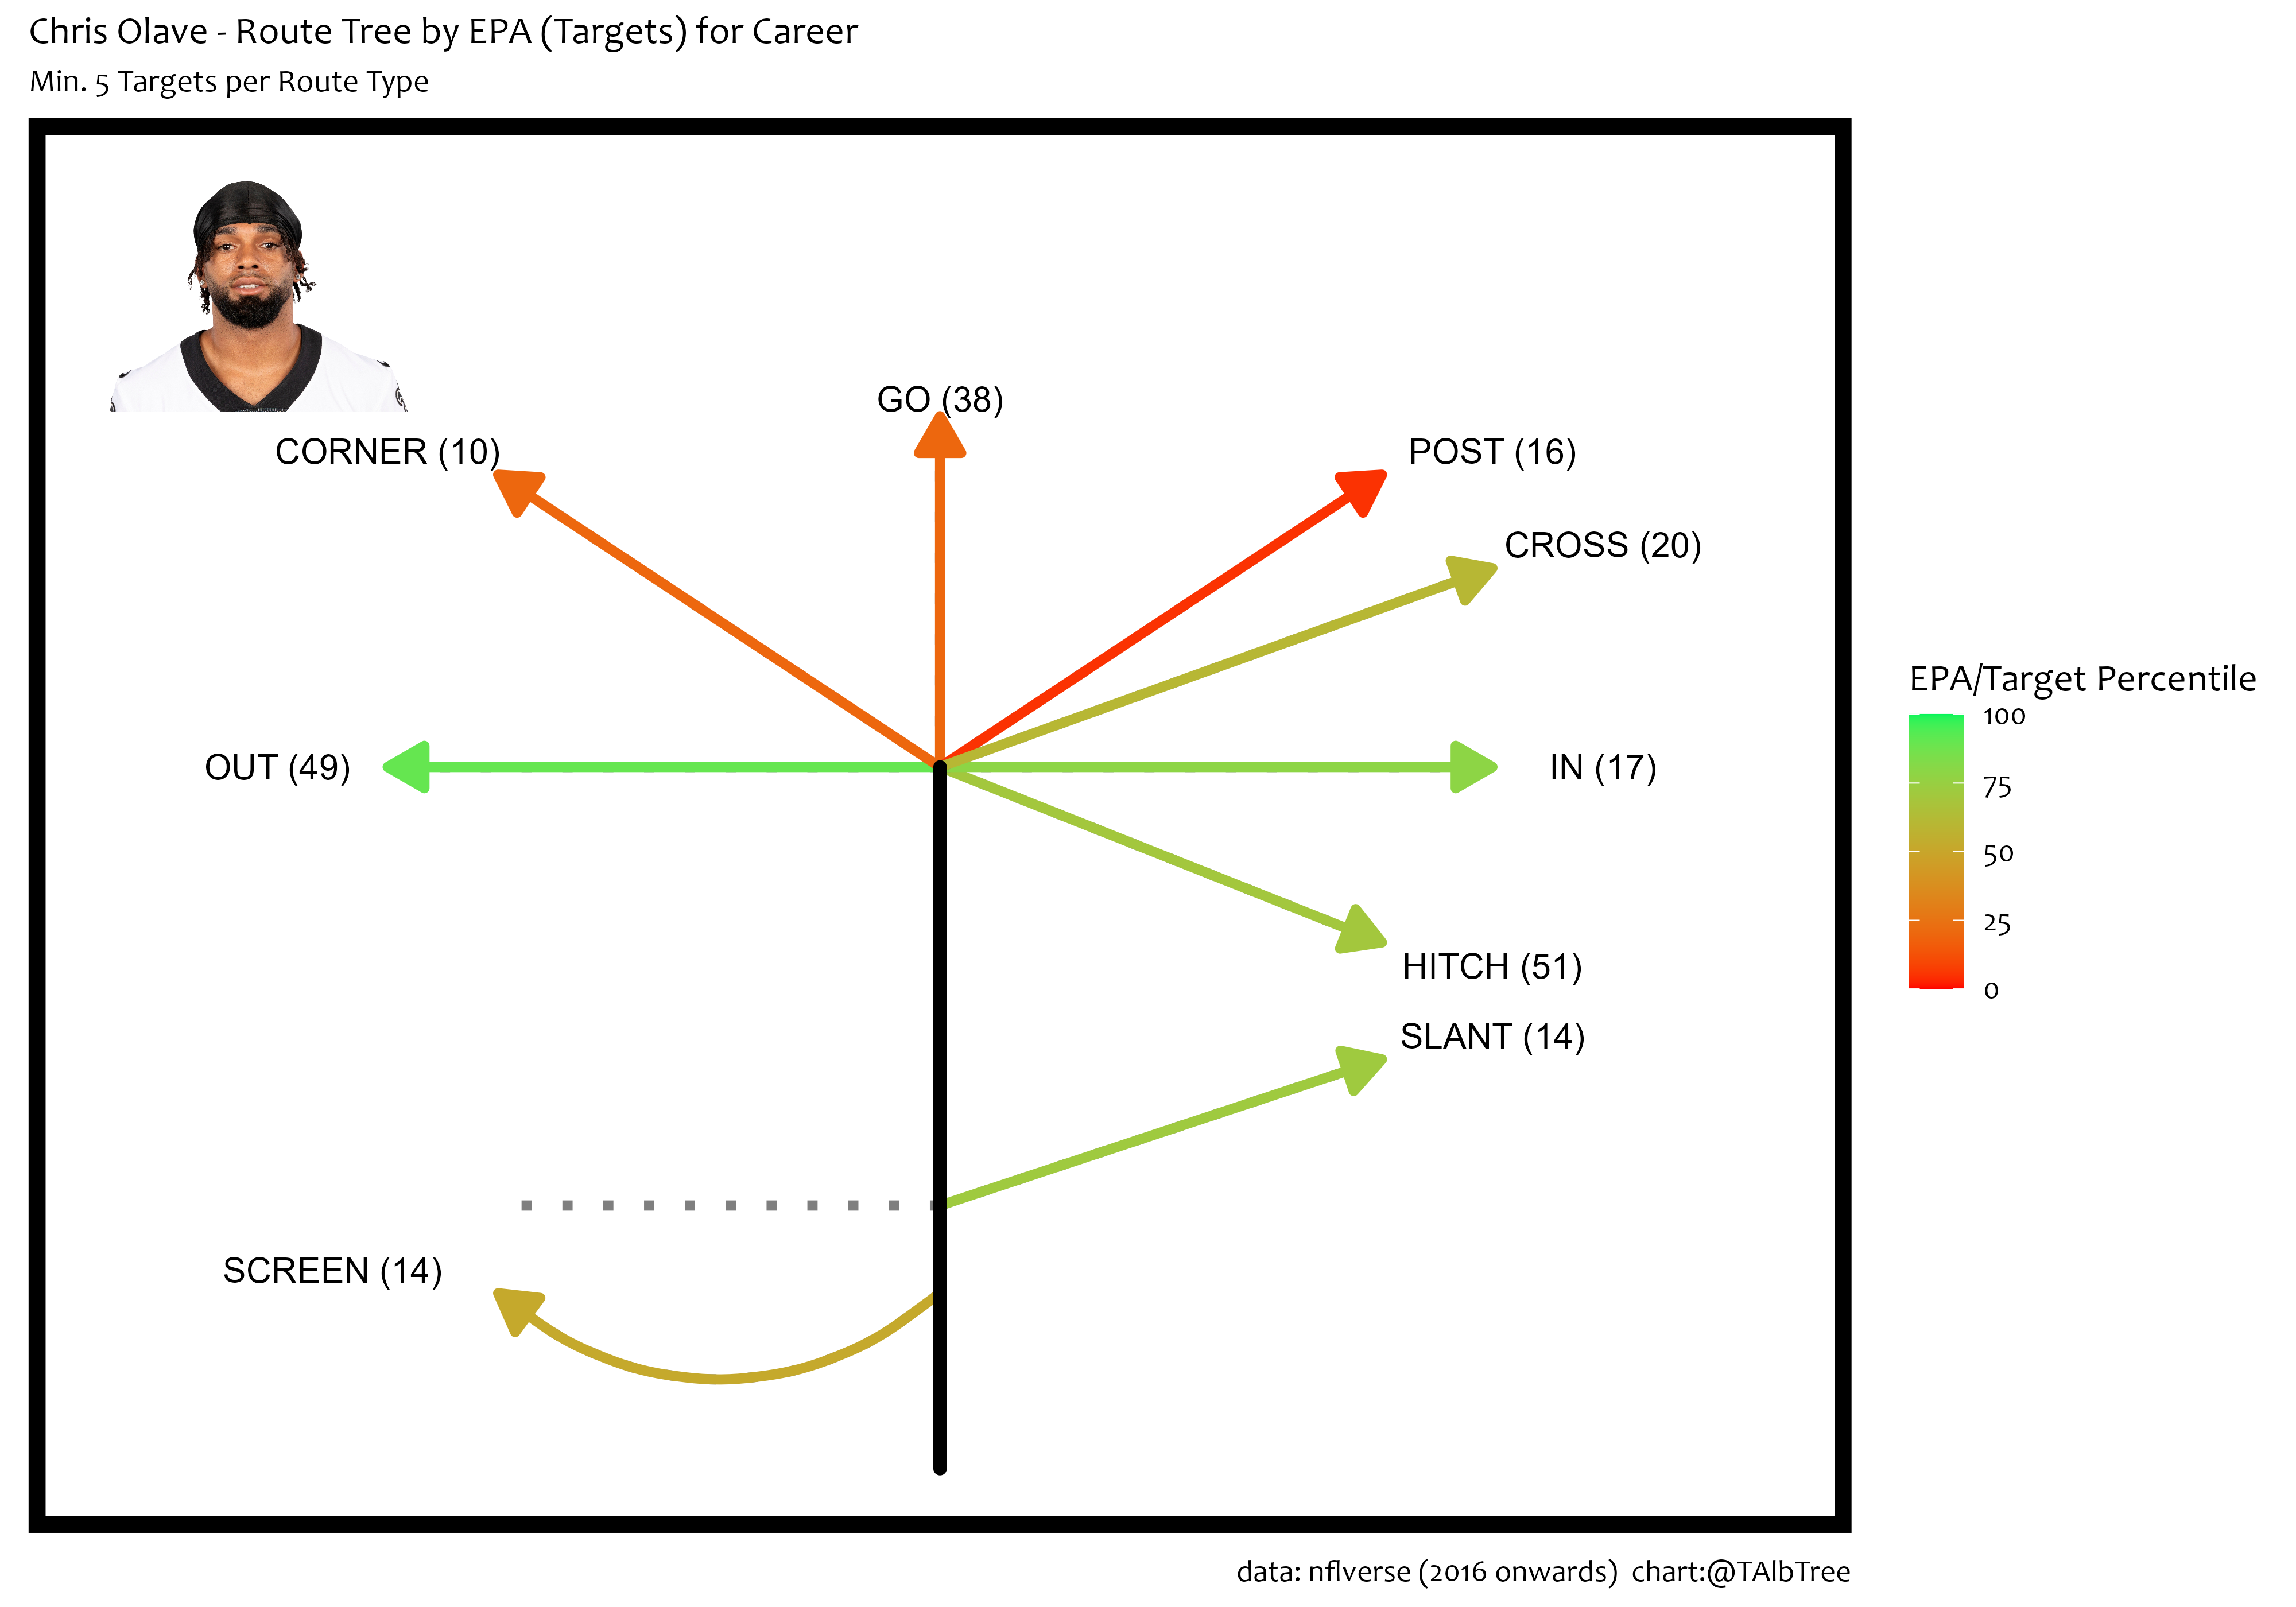 Chris Olave - Route Tree by EPA (Targets) for Career
Min. 5 Targets per Route Type
GO (38)
CORNER (10)
POST (16)
CROSS (20)
OUT (49)
IN (17)
HITCH (51)
SLANT (14)
SCREEN (14)
EPA/Target Percentile
100
75
50
25
0
data: nflverse (2016 onwards) chart:@TAlbTree